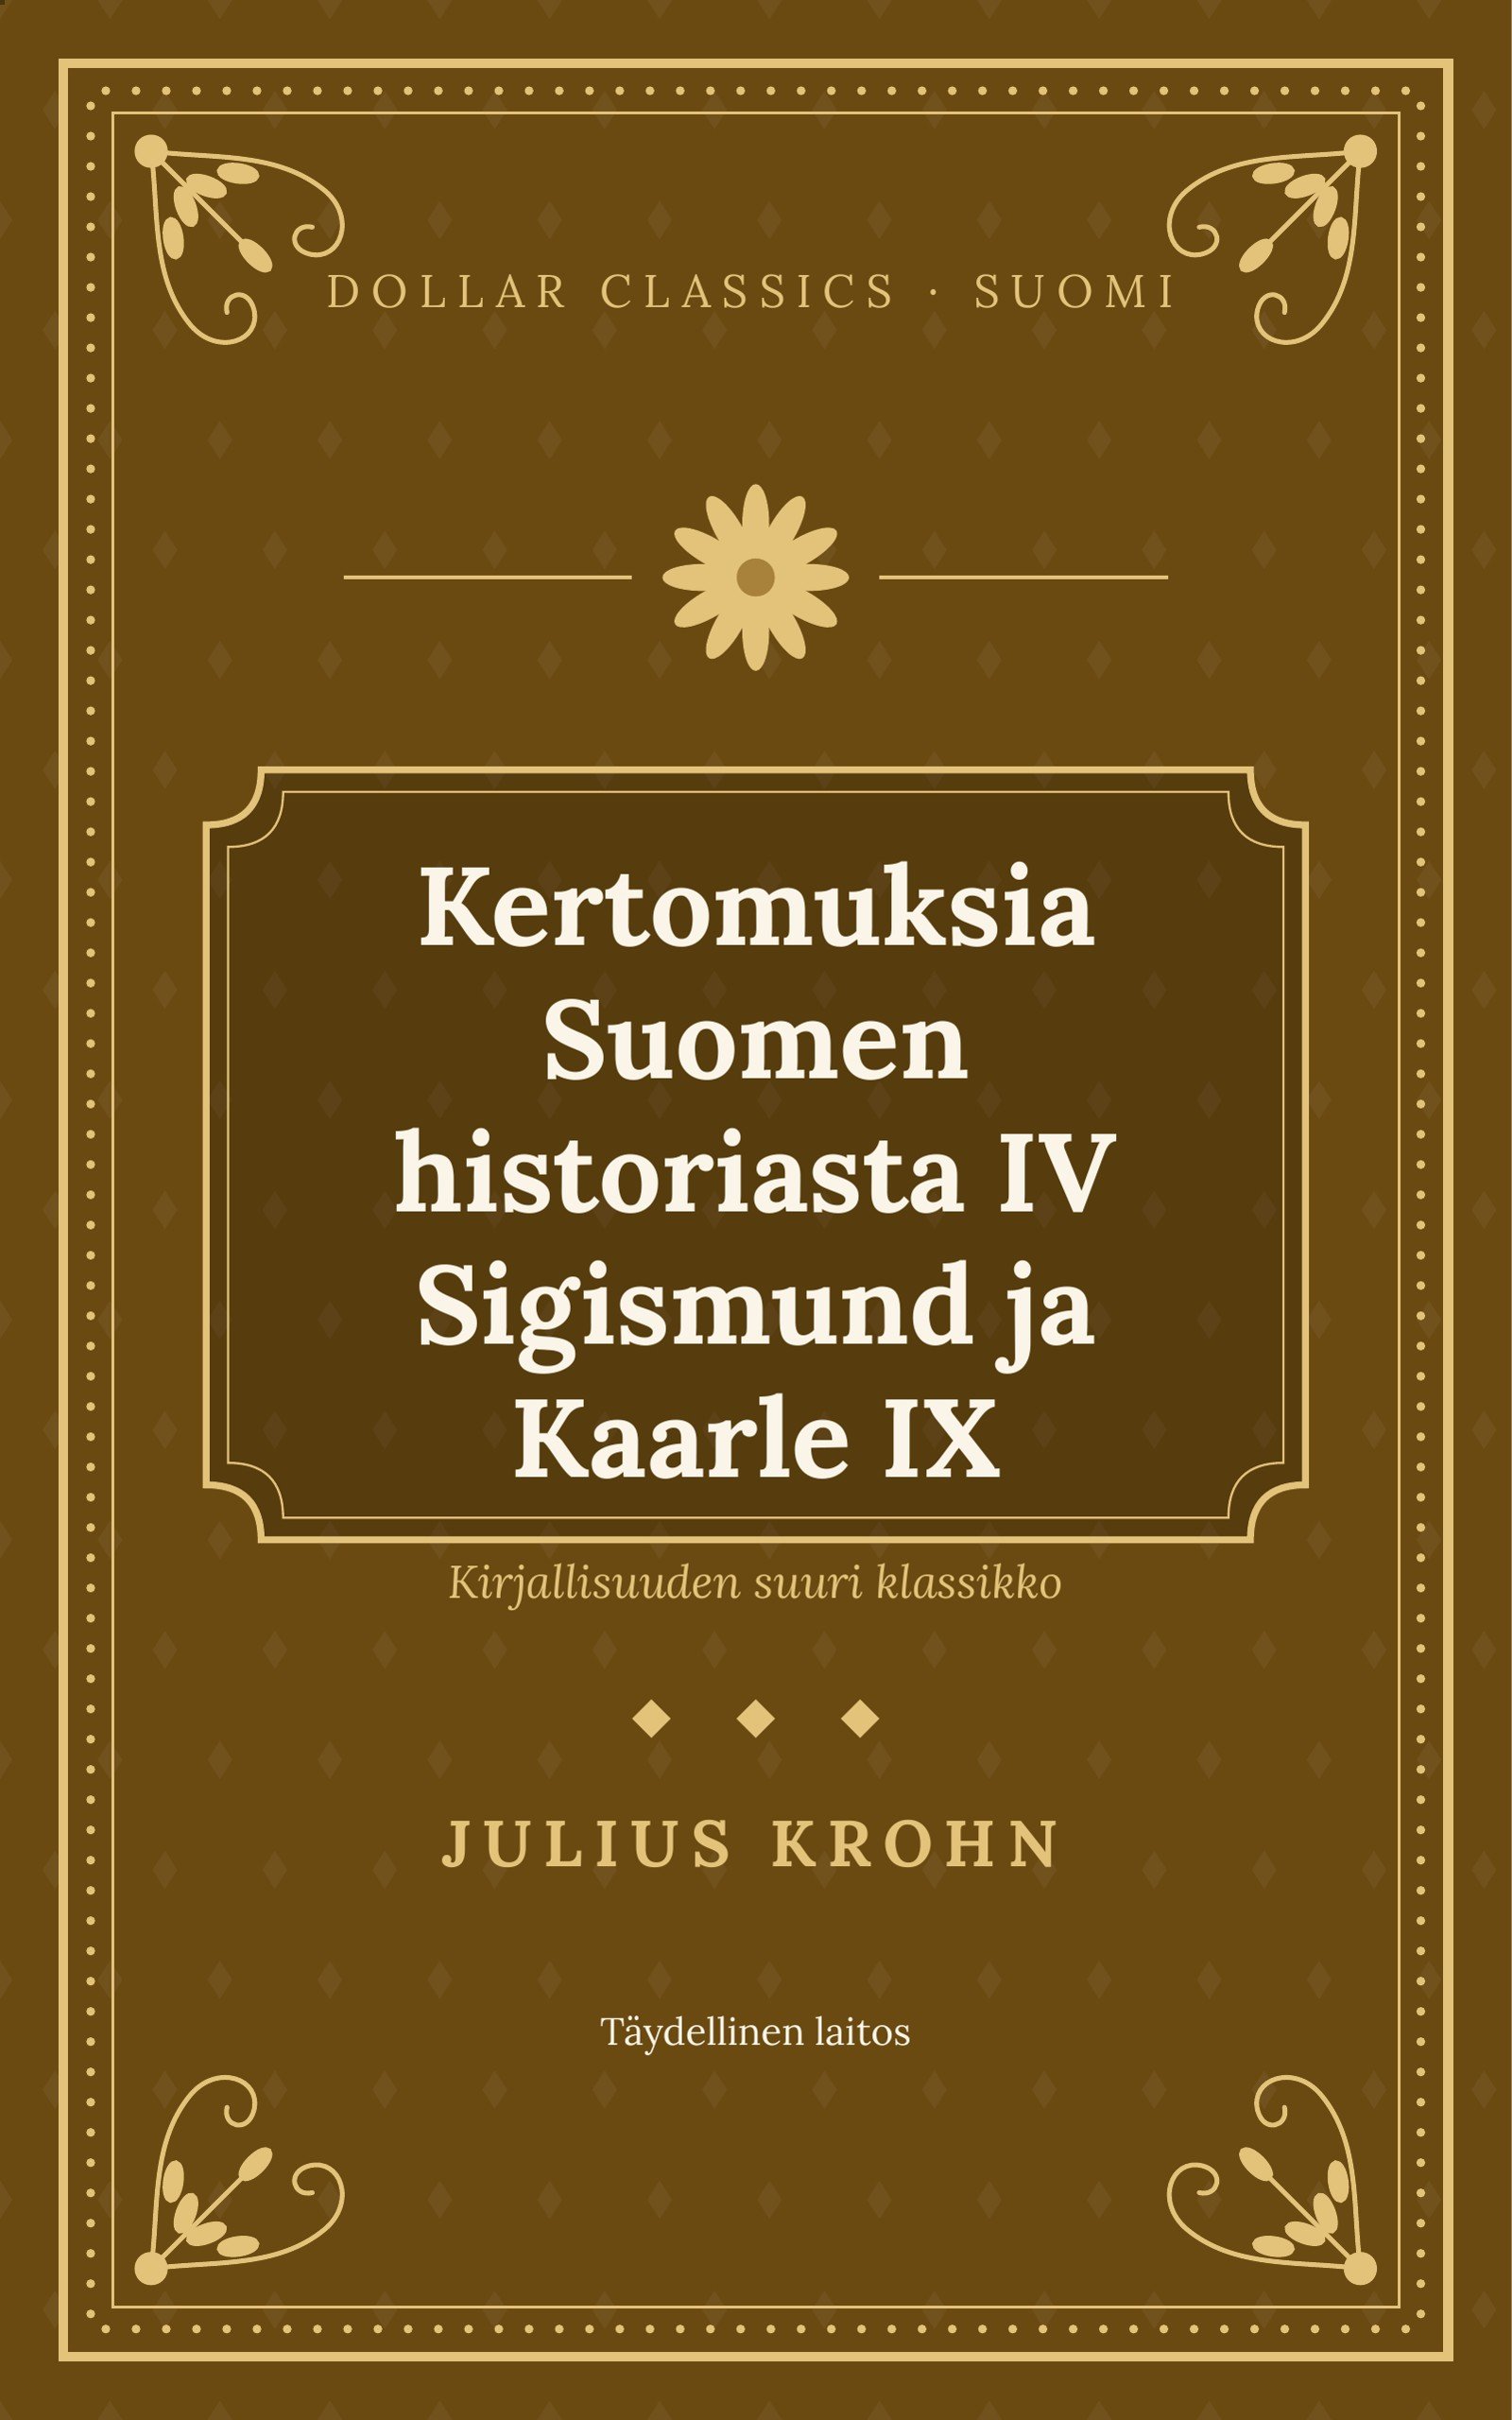 DOLLAR CLASSICS · SUOMI
Kertomuksia
Suomen
historiasta IV
Sigismund ja
Kaarle IX
Kirjallisuuden suuri klassikko
JULIUS KROHN
Täydellinen laitos